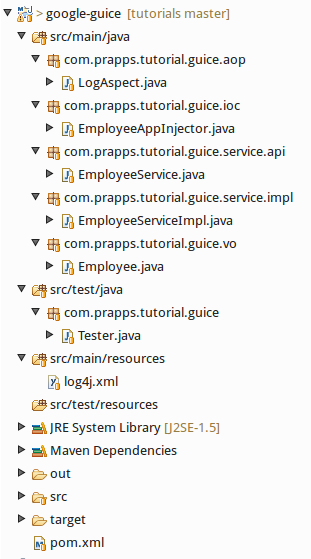 > google-guice [tutorials master]
src/main/java
com.prapps.tutorial.guice.aop
LogAspect.java
com.prapps.tutorial.guice.ioc
EmployeeAppInjector.java
com.prapps.tutorial.guice.service.api
EmployeeService.java
com.prapps.tutorial.guice.service.impl
EmployeeServiceImpl.java
com.prapps.tutorial.guice.vo
Employee.java
src/test/java
com.prapps.tutorial.guice
Tester.java
src/main/resources
log4j.xml
src/test/resources
JRE System Library [J2SE-1.5]
Maven Dependencies
out
src
target
pom.xml